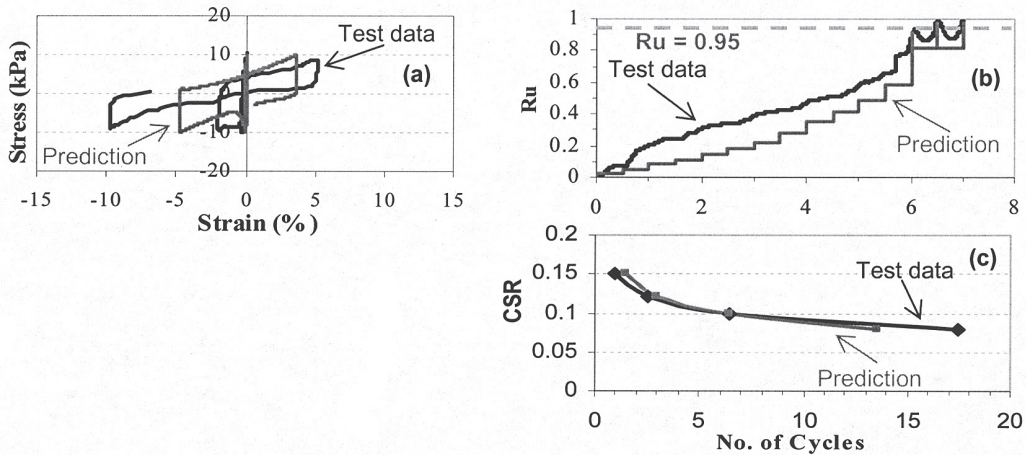 20
10
0
-10
-20
Stress (kPa)
Test data
(a)
Prediction
-15
-10
-5
0
5
10
15
Strain (%)
1
0.8
0.6
0.4
0.2
0
Ru
Ru = 0.95
Test data
(b)
Prediction
0
2
4
6
8
0.2
0.15
0.1
0.05
0
CSR
(c)
Test data
Prediction
0
5
10
15
20
No. of Cycles